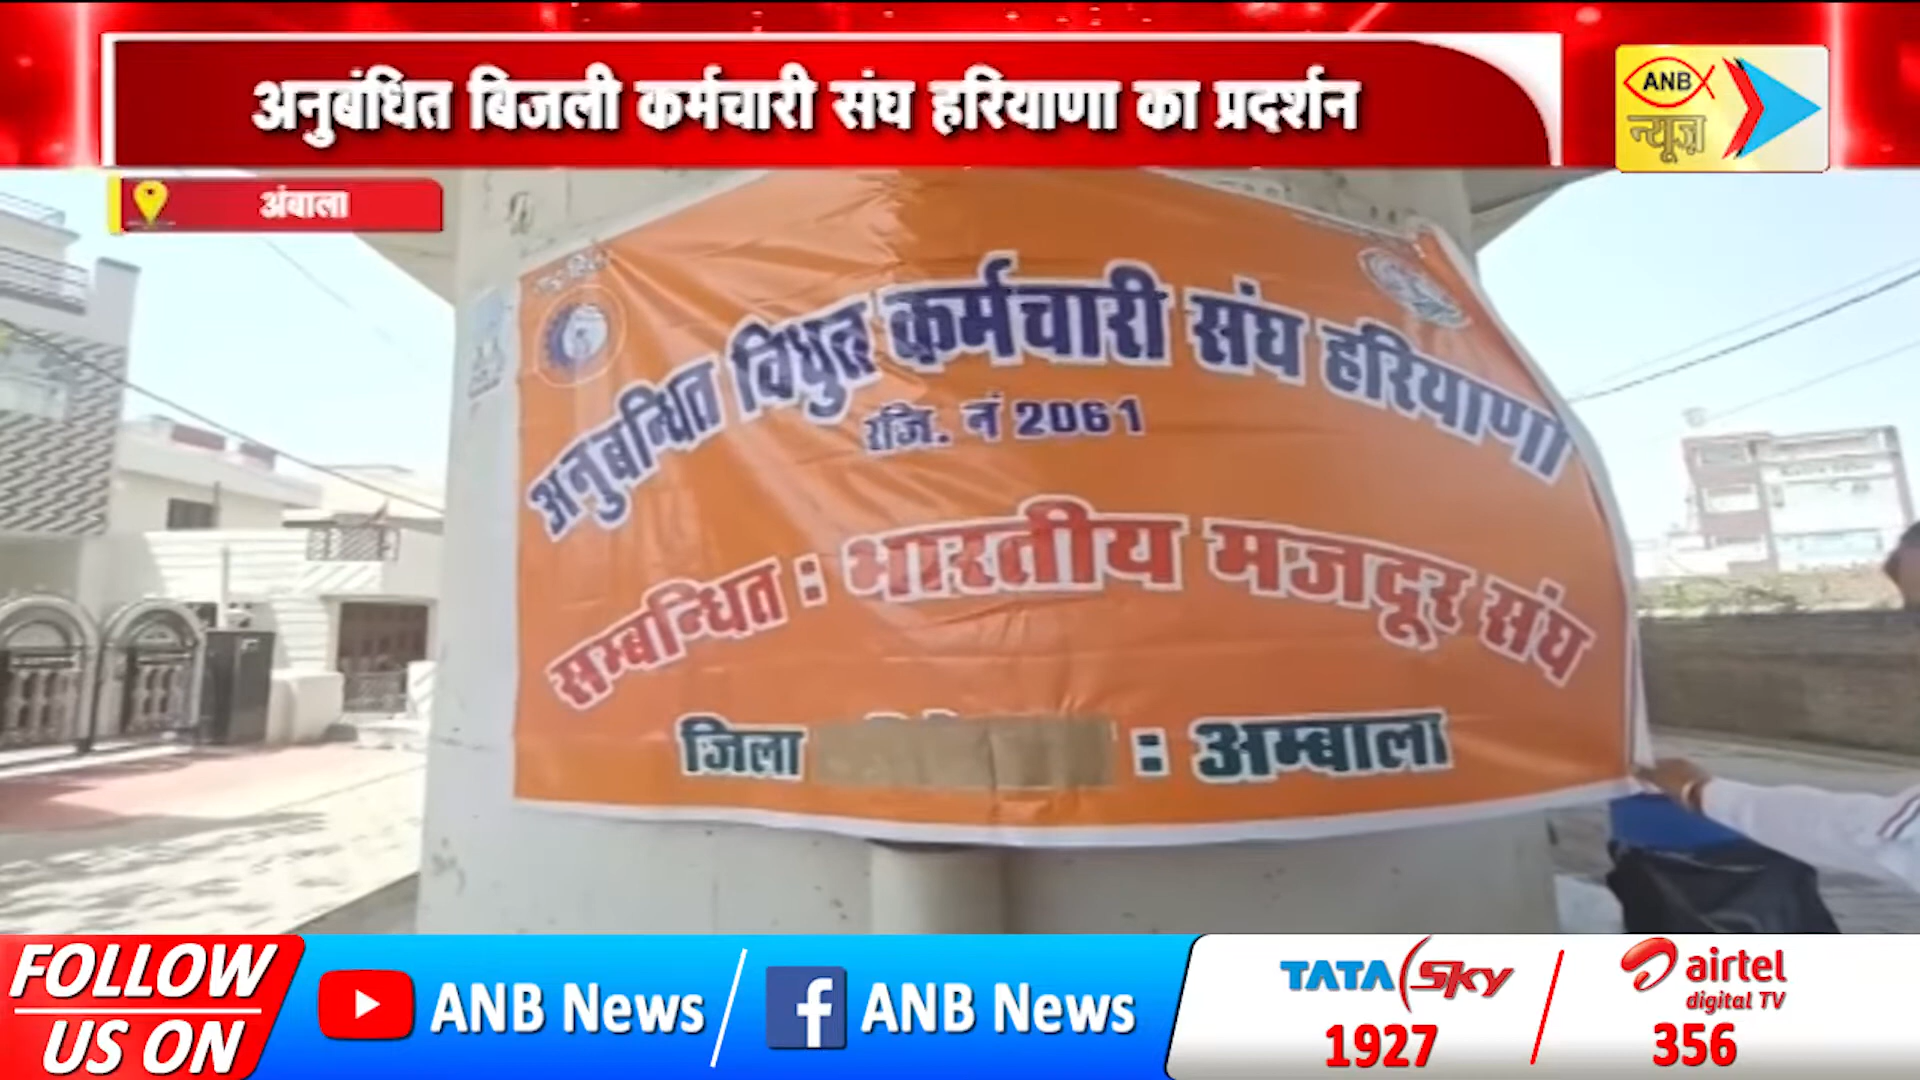 अनुबंधित बिजली कर्मचारी संघ हरियाणा का प्रदर्शन
ANB
न्यूज़
अंबाला
अनुबन्धित विधुत कर्मचारी संघ हरियाणा
रजि. नं 2061
सम्बन्धित : भारतीय मजदूर संघ
जिला : अम्बाला
FOLLOW US ON
ANB News / ANB News
TATA Sky
1927
airtel
digital TV
356